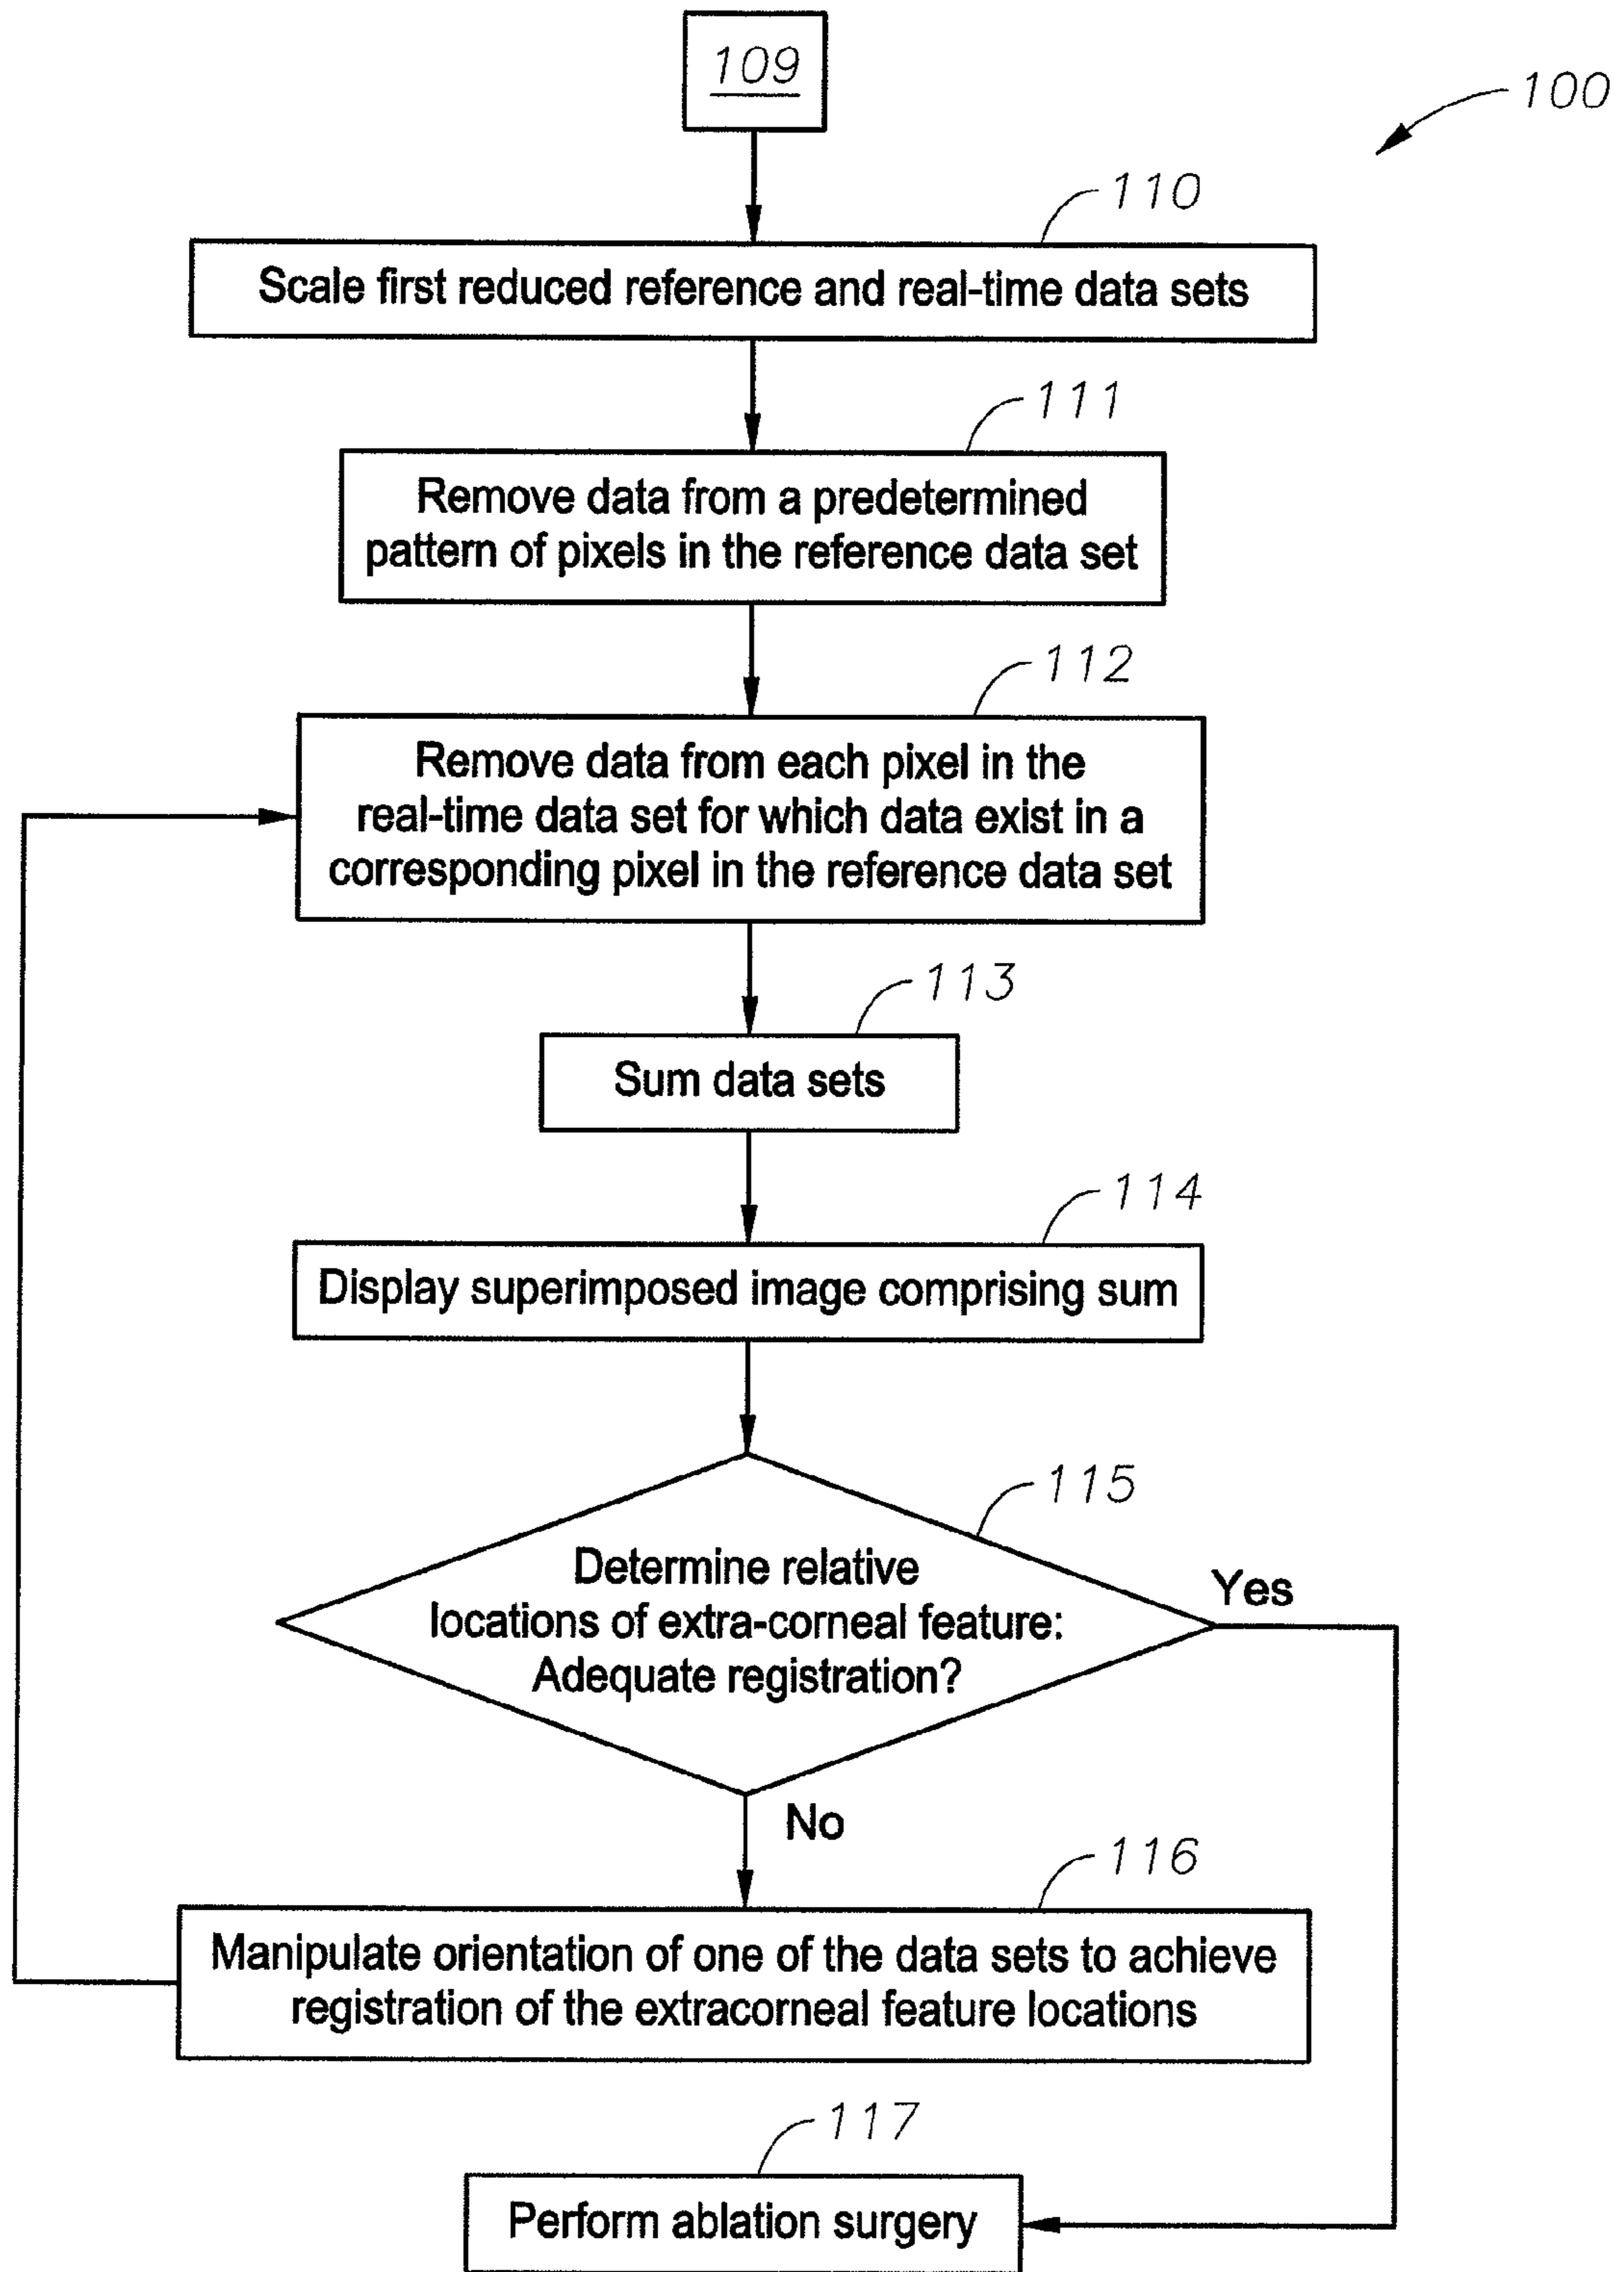 109
100
110
Scale first reduced reference and real-time data sets
111
Remove data from a predetermined
pattern of pixels in the reference data set
112
Remove data from each pixel in the
real-time data set for which data exist in a
corresponding pixel in the reference data set
113
Sum data sets
114
Display superimposed image comprising sum
115
Determine relative
locations of extra-corneal feature:
Adequate registration?
Yes
No
116
Manipulate orientation of one of the data sets to achieve
registration of the extracorneal feature locations
117
Perform ablation surgery